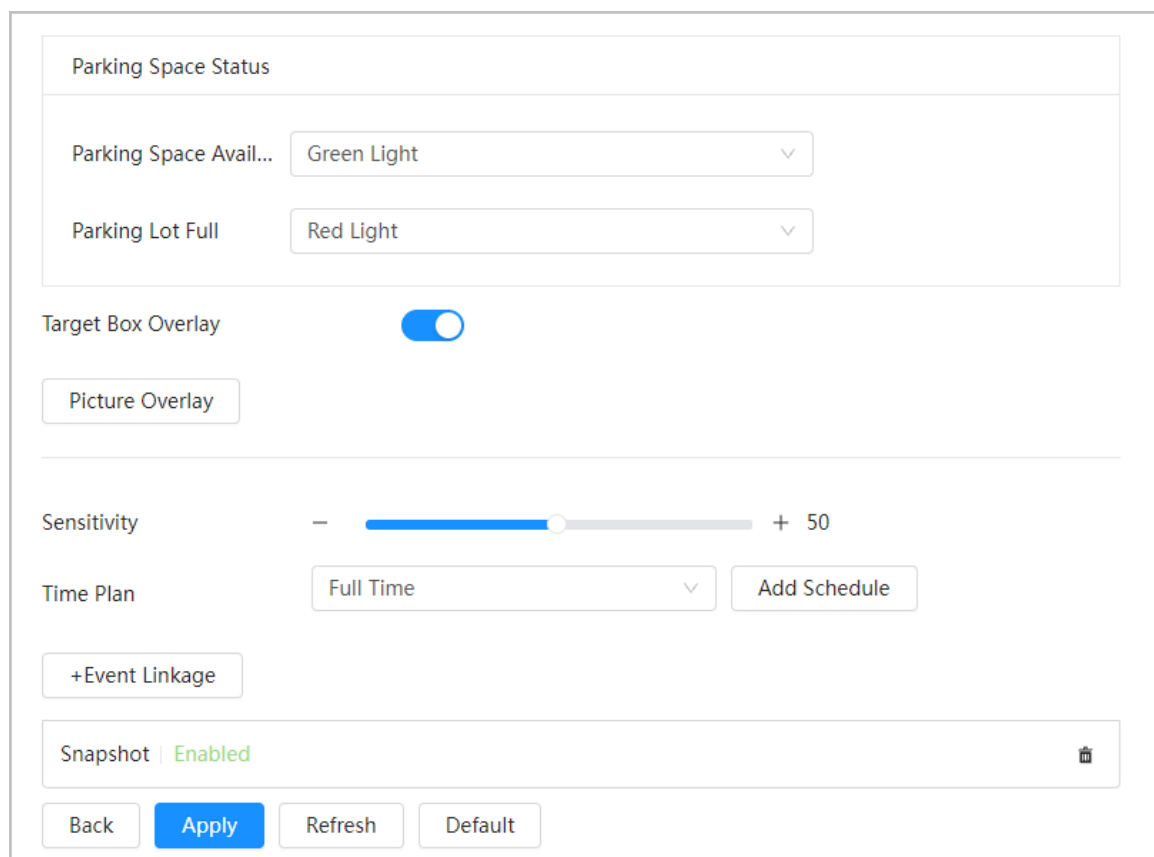 Parking Space Status
Parking Space Avail... Green Light
Parking Lot Full Red Light
Target Box Overlay
Picture Overlay
Sensitivity − + 50
Time Plan Full Time Add Schedule
+Event Linkage
Snapshot Enabled
Back Apply Refresh Default